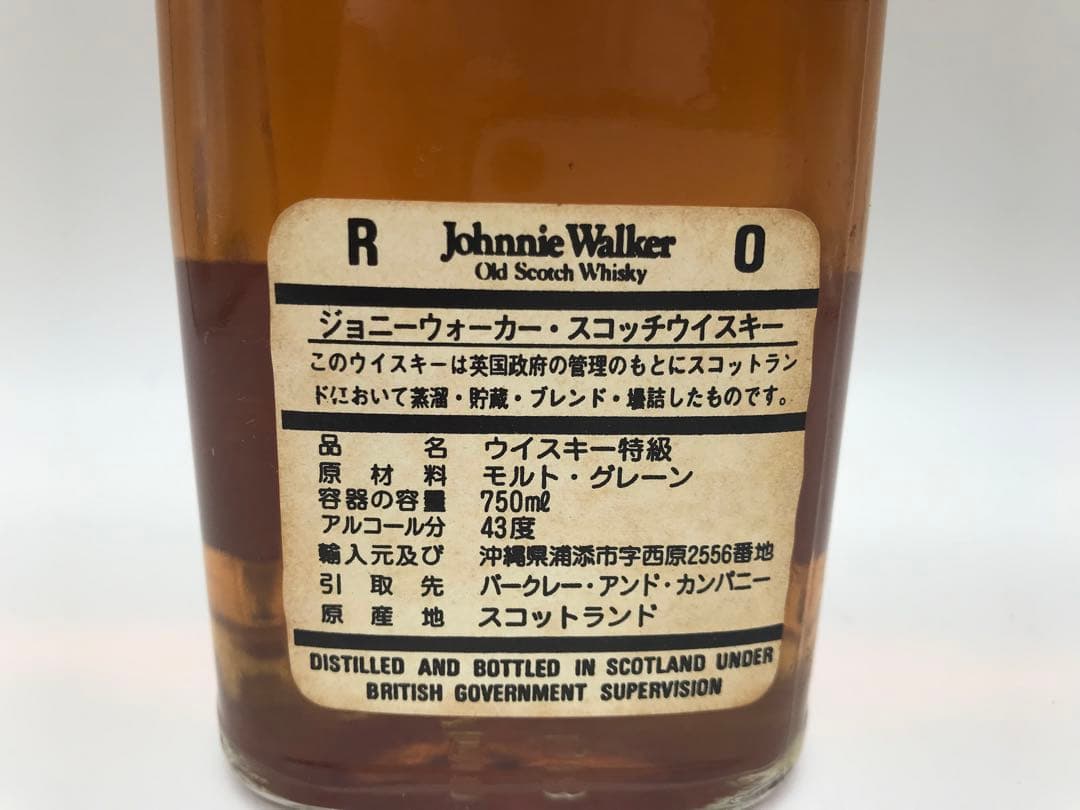 R Johnnie Walker O
Old Scotch Whisky
ジョニーウォーカー・スコッチウイスキー
このウイスキーは英国政府の管理のもとにスコットラン
ドにおいて蒸溜・貯蔵・ブレンド・壜詰したものです。
品名 ウイスキー特級
原材料 モルト・グレーン
容器の容量 750㎖
アルコール分 43度
輸入元及び 沖縄県浦添市字西原2556番地
引取先 バークレー・アンド・カンパニー
原産地 スコットランド
DISTILLED AND BOTTLED IN SCOTLAND UNDER
BRITISH GOVERNMENT SUPERVISION